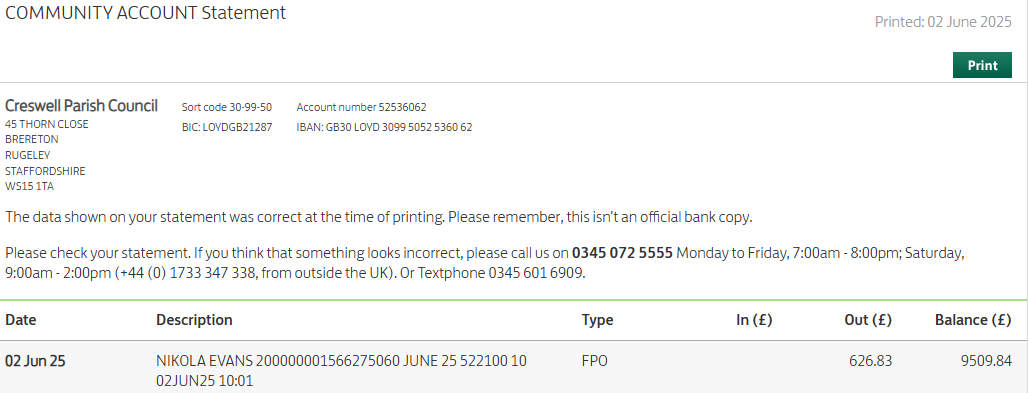 COMMUNITY ACCOUNT Statement
Printed: 02 June 2025
Print
Creswell Parish Council
45 THORN CLOSE
BRERETON
RUGELEY
STAFFORDSHIRE
WS15 1TA
Sort code 30-99-50 Account number 52536062
BIC: LOYDGB21287 IBAN: GB30 LOYD 3099 5052 5360 62
The data shown on your statement was correct at the time of printing. Please remember, this isn't an official bank copy.
Please check your statement. If you think that something looks incorrect, please call us on 0345 072 5555 Monday to Friday, 7:00am - 8:00pm; Saturday,
9:00am - 2:00pm (+44 (0) 1733 347 338, from outside the UK). Or Textphone 0345 601 6909.
Date Description Type In (£) Out (£) Balance (£)
02 Jun 25 NIKOLA EVANS 200000001566275060 JUNE 25 522100 10 FPO 626.83 9509.84
02JUN25 10:01